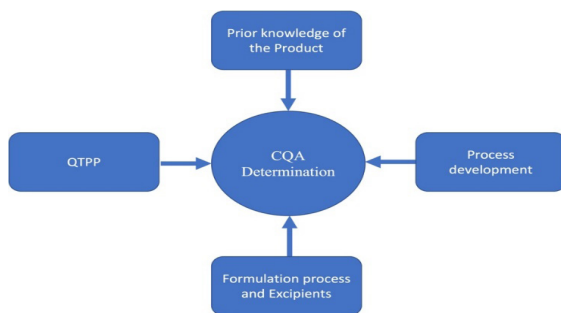 Prior knowledge of
the Product
QTPP
CQA
Determination
Process
development
Formulation process
and Excipients